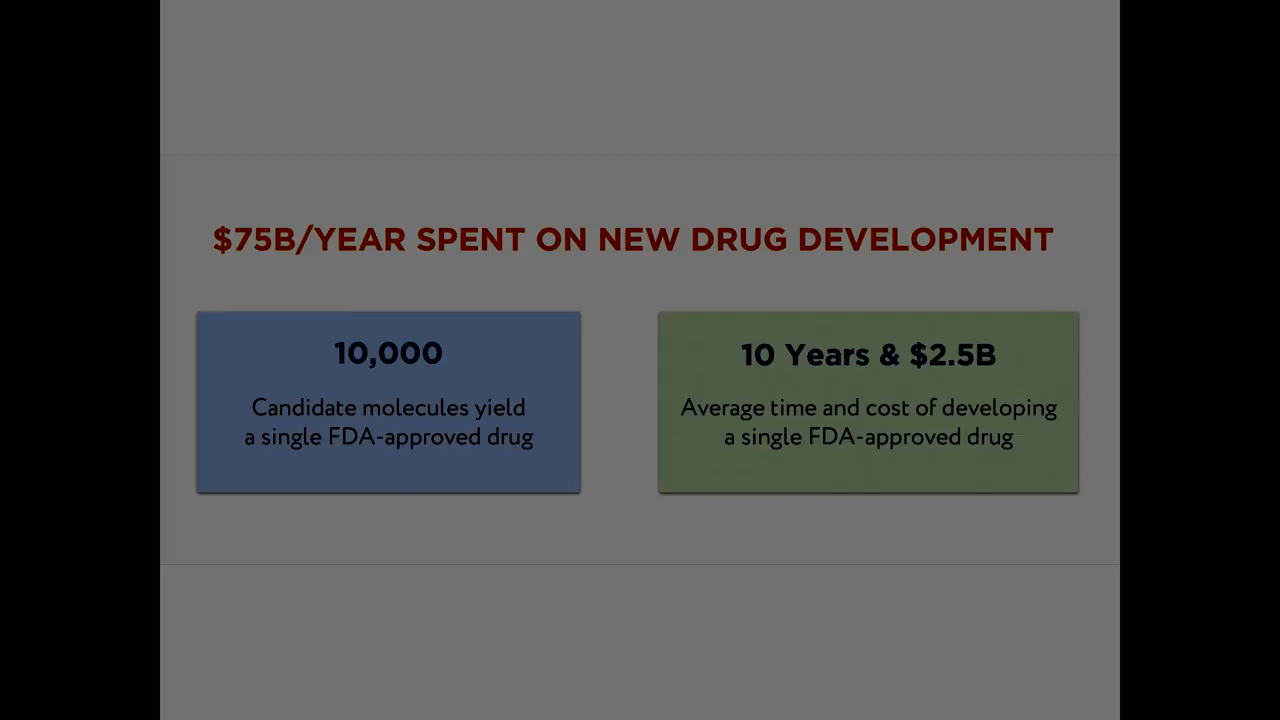 $75B/YEAR SPENT ON NEW DRUG DEVELOPMENT
10,000
Candidate molecules yield
a single FDA-approved drug
10 Years & $2.5B
Average time and cost of developing
a single FDA-approved drug